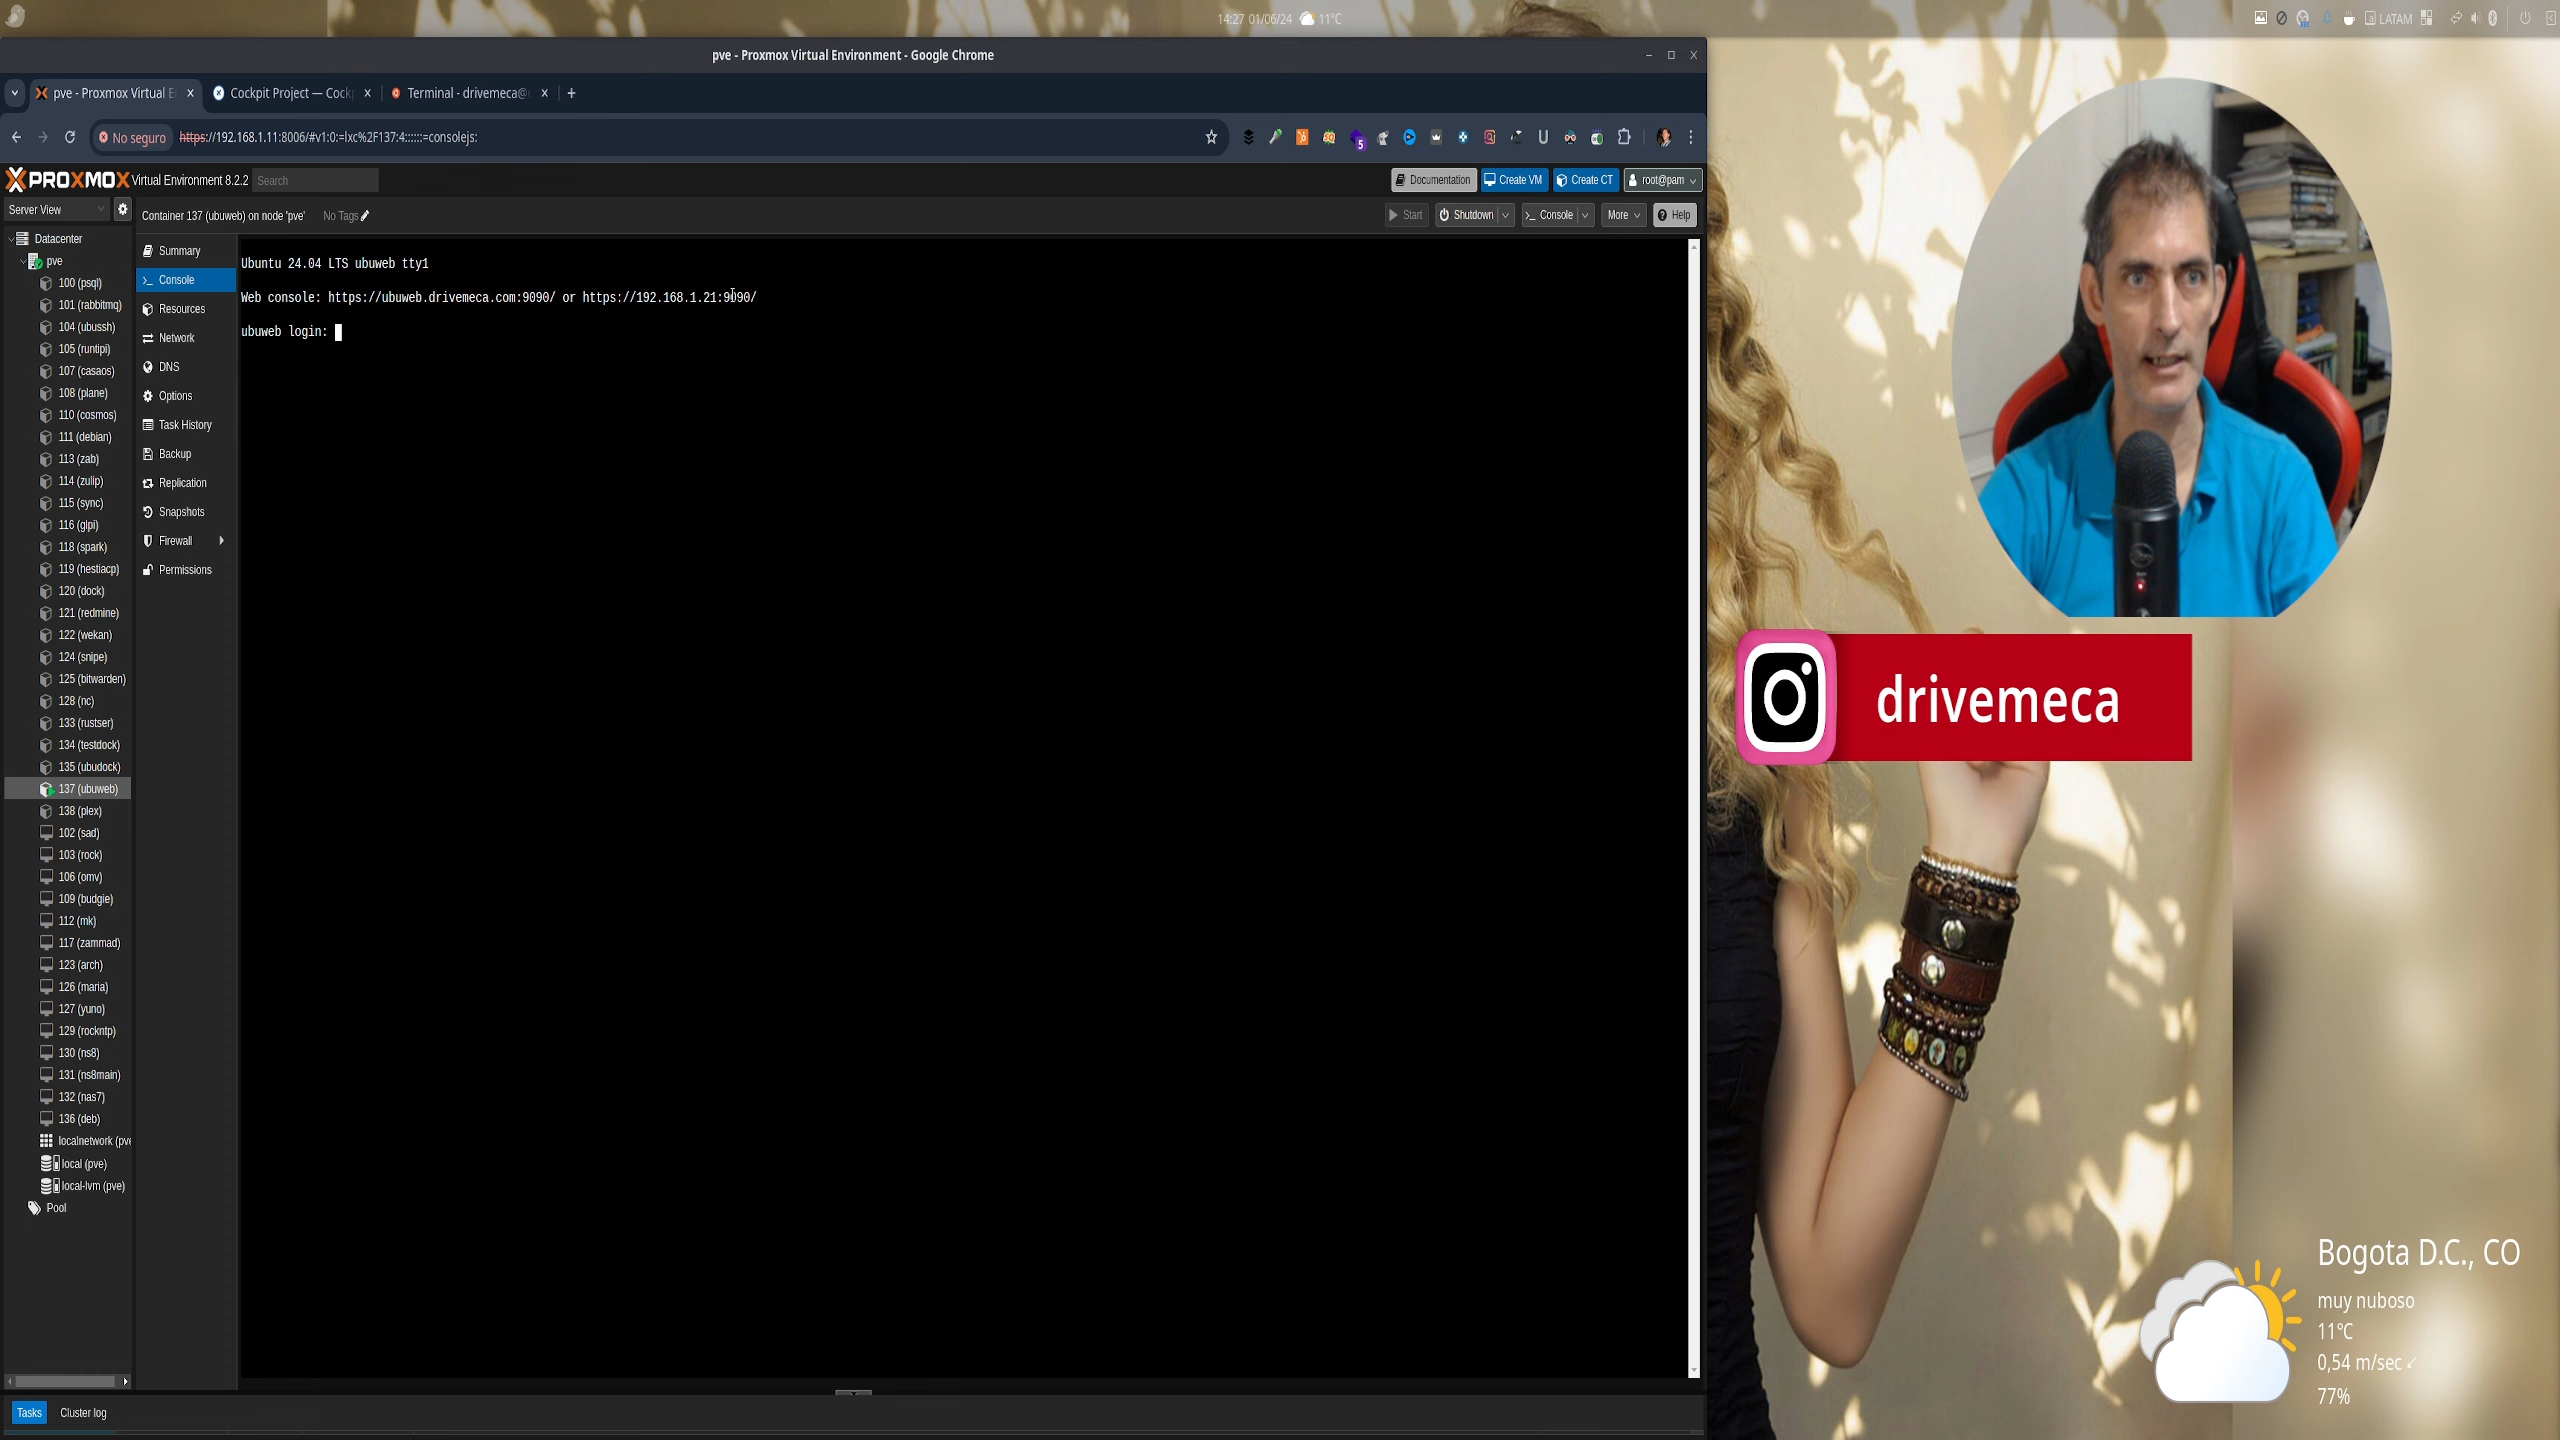 14:27 01/06/24 11°C
LATAM
pve - Proxmox Virtual Environment - Google Chrome
pve - Proxmox Virtual E
Cockpit Project — Cockp
Terminal - drivemeca@
No seguro https://192.168.1.11:8006/#v1:0:=lxc%2F137:4::::::=consolejs:
5
PROXMOX Virtual Environment 8.2.2 Search
Documentation Create VM Create CT root@pam
Server View
Container 137 (ubuweb) on node 'pve' No Tags
Start Shutdown Console More Help
Datacenter
pve
100 (psql)
101 (rabbitmq)
104 (ubussh)
105 (runtipi)
107 (casaos)
108 (plane)
110 (cosmos)
111 (debian)
113 (zab)
114 (zulip)
115 (sync)
116 (glpi)
118 (spark)
119 (hestiacp)
120 (dock)
121 (redmine)
122 (wekan)
124 (snipe)
125 (bitwarden)
128 (nc)
133 (rustser)
134 (testdock)
135 (ubudock)
137 (ubuweb)
138 (plex)
102 (sad)
103 (rock)
106 (omv)
109 (budgie)
112 (mk)
117 (zammad)
123 (arch)
126 (maria)
127 (yuno)
129 (rockntp)
130 (ns8)
131 (ns8main)
132 (nas7)
136 (deb)
localnetwork (pve
local (pve)
local-lvm (pve)
Pool
Summary
Console
Resources
Network
DNS
Options
Task History
Backup
Replication
Snapshots
Firewall
Permissions
Ubuntu 24.04 LTS ubuweb tty1
Web console: https://ubuweb.drivemeca.com:9090/ or https://192.168.1.21:9090/
ubuweb login:
Tasks
Cluster log
drivemeca
Bogota D.C., CO
muy nuboso
11°C
0,54 m/sec
77%